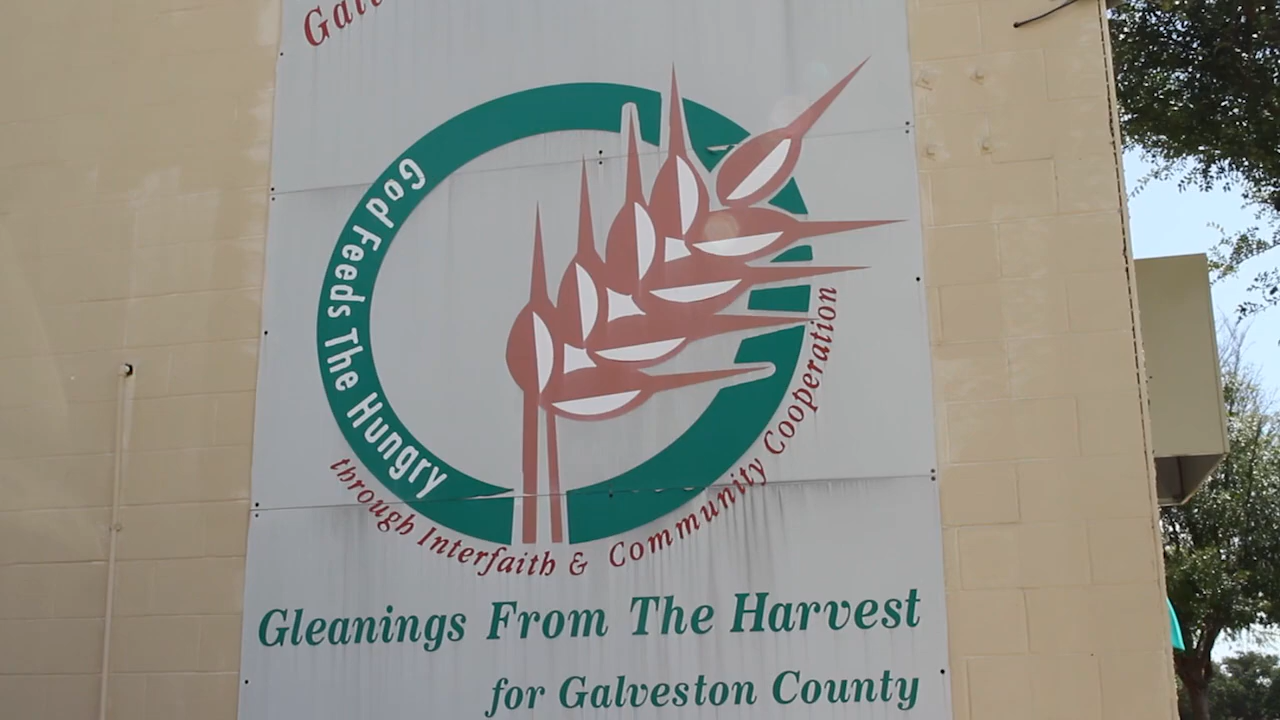 God Feeds The Hungry
through Interfaith & Community Cooperation
Gleanings From The Harvest
for Galveston County